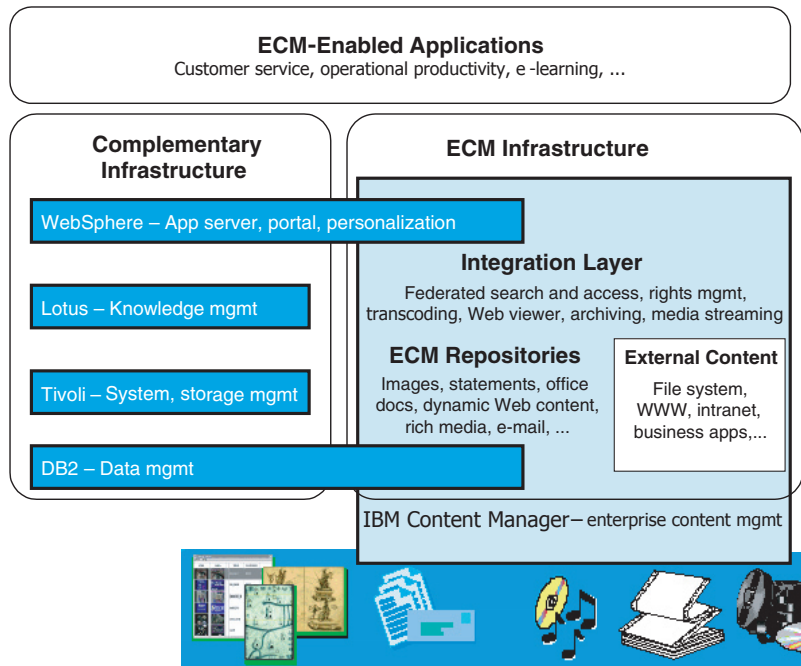 ECM-Enabled Applications
Customer service, operational productivity, e-learning, ...
Complementary
Infrastructure
WebSphere – App server, portal, personalization
Lotus – Knowledge mgmt
Tivoli – System, storage mgmt
DB2 – Data mgmt
ECM Infrastructure
Integration Layer
Federated search and access, rights mgmt,
transcoding, Web viewer, archiving, media streaming
ECM Repositories
Images, statements, office
docs, dynamic Web content,
rich media, e-mail, ...
External Content
File system,
WWW, intranet,
business apps,...
IBM Content Manager– enterprise content mgmt